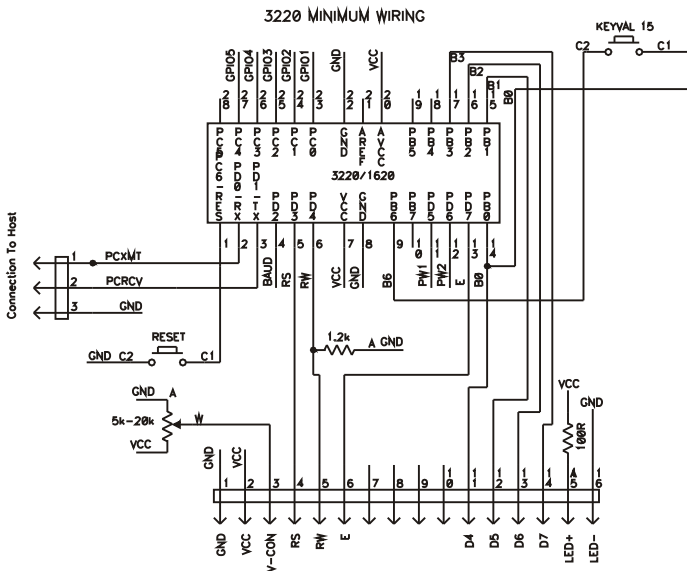 3220 MINIMUM WIRING
KEYVAL 15
C2 C1
GPIO5 GPIO4 GPIO3 GPIO2 GPIO1 GND VCC B3 B2 B1 B0
28 27 26 25 24 23 22 21 20 19 18 17 16 15
PC5 PC4 PC3 PC2 PC1 PC0 GND AREF AVCC PB5 PB4 PB3 PB2 PB1
3220/1620
PC6-RES PD0-RX PD1-TX PD2 PD3 PD4 VCC GND PB6 PB7 PD5 PD6 PD7 PB0
1 2 3 4 5 6 7 8 9 10 11 12 13 14
BAUD RS RW VCC GND B6 PW1 PW2 E B0
Connection To Host
1 PCXMT
2 PCRCV
3 GND
RESET
GND C2 C1
1.2k
A GND
GND A
5k-20k
W
VCC
VCC
GND
100R
A
GND VCC
1 2 3 4 5 6 7 8 9 10 11 12 13 14 15 16
GND VCC V-CON RS RW E D4 D5 D6 D7 LED+ LED-